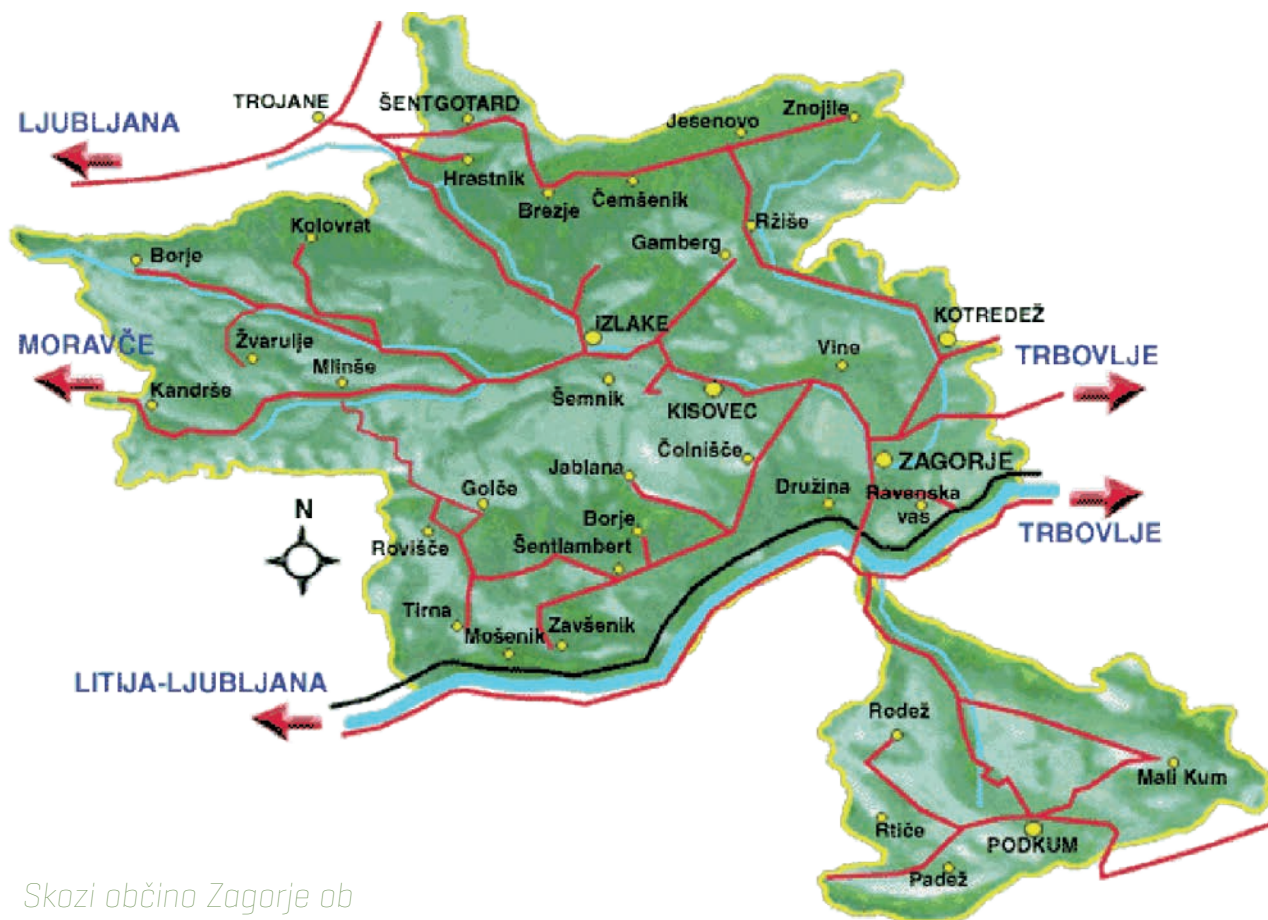 TROJANE
ŠENTGOTARD
Znojile
LJUBLJANA
Jesenovo
Hrastnik
Čemšenik
Brezje
Kolovrat
Ržiše
Gamberg
Borje
KOTREDEŽ
IZLAKE
Žvarulje
Vine
MORAVČE
TRBOVLJE
Mlinše
Kandrše
Šemnik
KISOVEC
Čolnišče
ZAGORJE
Jablana
Golče
Družina
Ravenska
vas
N
Borje
TRBOVLJE
Rovišče
Šentlambert
Tirna
Mošenik
Zavšenik
LITIJA-LJUBLJANA
Rodež
Mali Kum
Rtiče
PODKUM
Padež
Skozi občino Zagorje ob